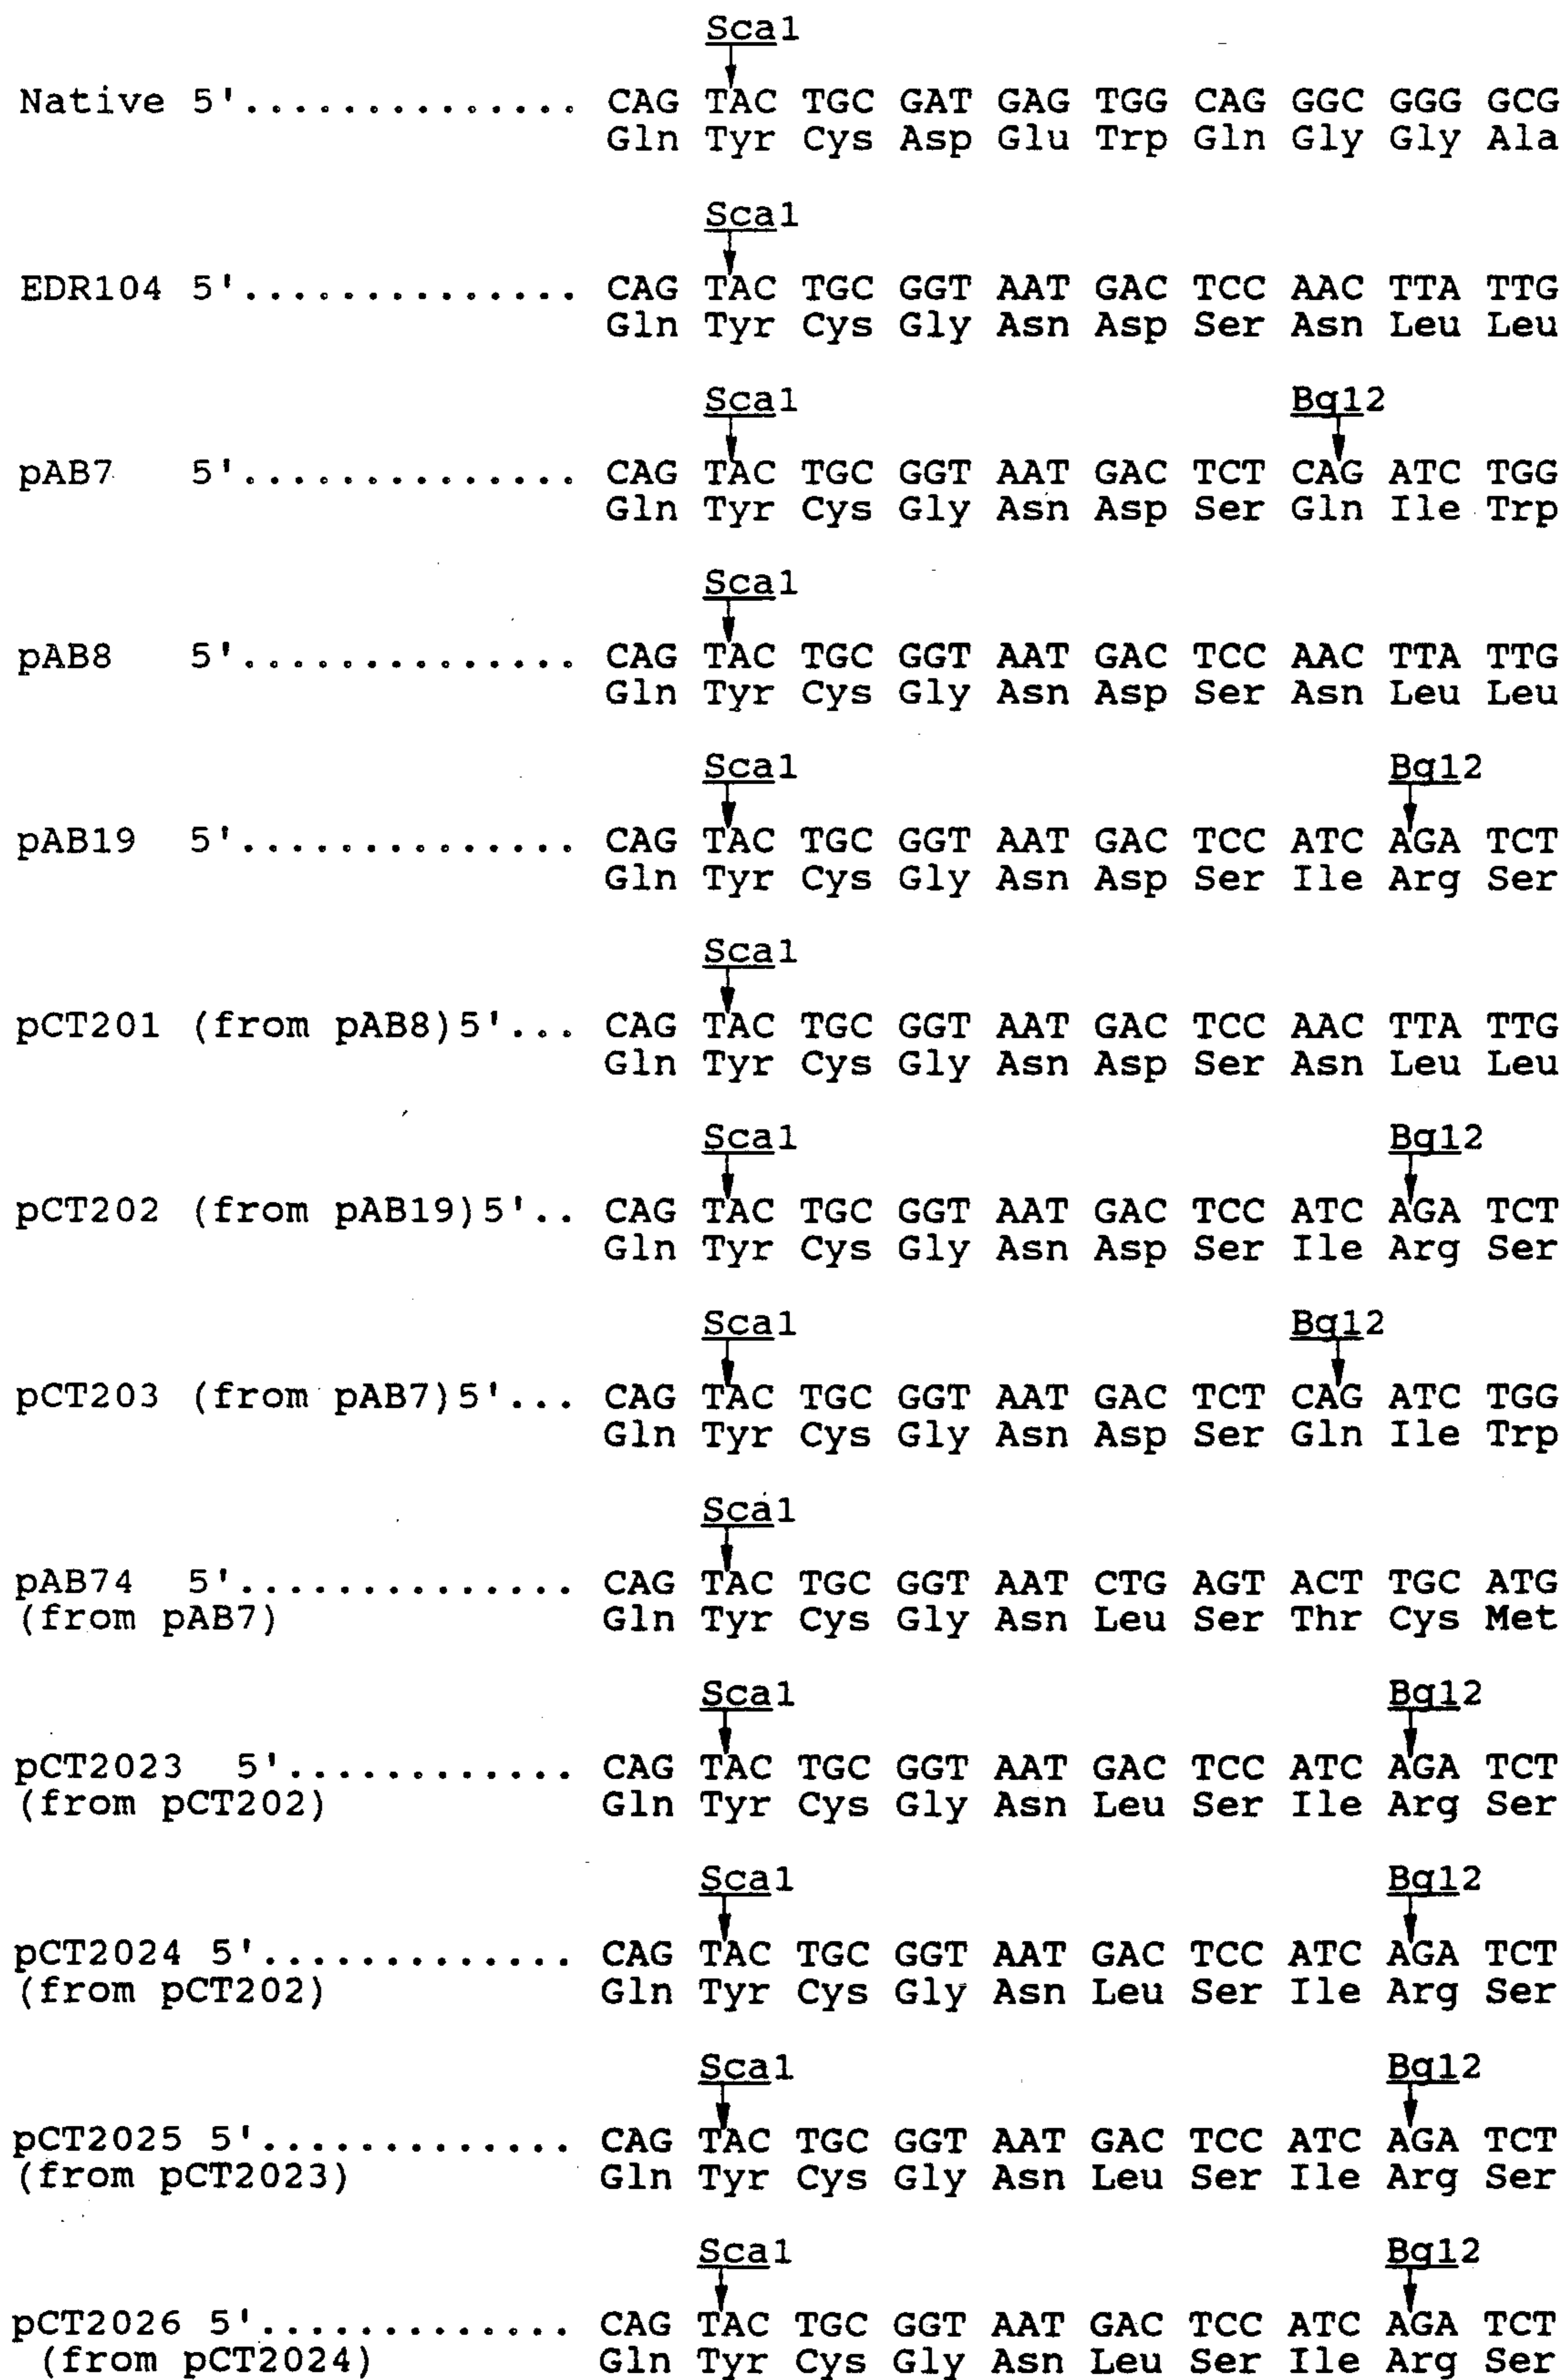 Sca1
Native 5'.............. CAG TAC TGC GAT GAG TGG CAG GGC GGG GCG
Gln Tyr Cys Asp Glu Trp Gln Gly Gly Ala
Sca1
EDR104 5'.............. CAG TAC TGC GGT AAT GAC TCC AAC TTA TTG
Gln Tyr Cys Gly Asn Asp Ser Asn Leu Leu
Sca1 Bgl2
pAB7 5'.............. CAG TAC TGC GGT AAT GAC TCT CAG ATC TGG
Gln Tyr Cys Gly Asn Asp Ser Gln Ile Trp
Sca1
pAB8 5'.............. CAG TAC TGC GGT AAT GAC TCC AAC TTA TTG
Gln Tyr Cys Gly Asn Asp Ser Asn Leu Leu
Sca1 Bgl2
pAB19 5'.............. CAG TAC TGC GGT AAT GAC TCC ATC AGA TCT
Gln Tyr Cys Gly Asn Asp Ser Ile Arg Ser
Sca1
pCT201 (from pAB8)5'... CAG TAC TGC GGT AAT GAC TCC AAC TTA TTG
Gln Tyr Cys Gly Asn Asp Ser Asn Leu Leu
Sca1 Bgl2
pCT202 (from pAB19)5'.. CAG TAC TGC GGT AAT GAC TCC ATC AGA TCT
Gln Tyr Cys Gly Asn Asp Ser Ile Arg Ser
Sca1 Bgl2
pCT203 (from pAB7)5'... CAG TAC TGC GGT AAT GAC TCT CAG ATC TGG
Gln Tyr Cys Gly Asn Asp Ser Gln Ile Trp
Sca1
pAB74 5'.............. CAG TAC TGC GGT AAT CTG AGT ACT TGC ATG
(from pAB7) Gln Tyr Cys Gly Asn Leu Ser Thr Cys Met
Sca1 Bgl2
pCT2023 5'............ CAG TAC TGC GGT AAT GAC TCC ATC AGA TCT
(from pCT202) Gln Tyr Cys Gly Asn Leu Ser Ile Arg Ser
Sca1 Bgl2
pCT2024 5'............. CAG TAC TGC GGT AAT GAC TCC ATC AGA TCT
(from pCT202) Gln Tyr Cys Gly Asn Leu Ser Ile Arg Ser
Sca1 Bgl2
pCT2025 5'............. CAG TAC TGC GGT AAT GAC TCC ATC AGA TCT
(from pCT2023) Gln Tyr Cys Gly Asn Leu Ser Ile Arg Ser
Sca1 Bgl2
pCT2026 5'............. CAG TAC TGC GGT AAT GAC TCC ATC AGA TCT
(from pCT2024) Gln Tyr Cys Gly Asn Leu Ser Ile Arg Ser